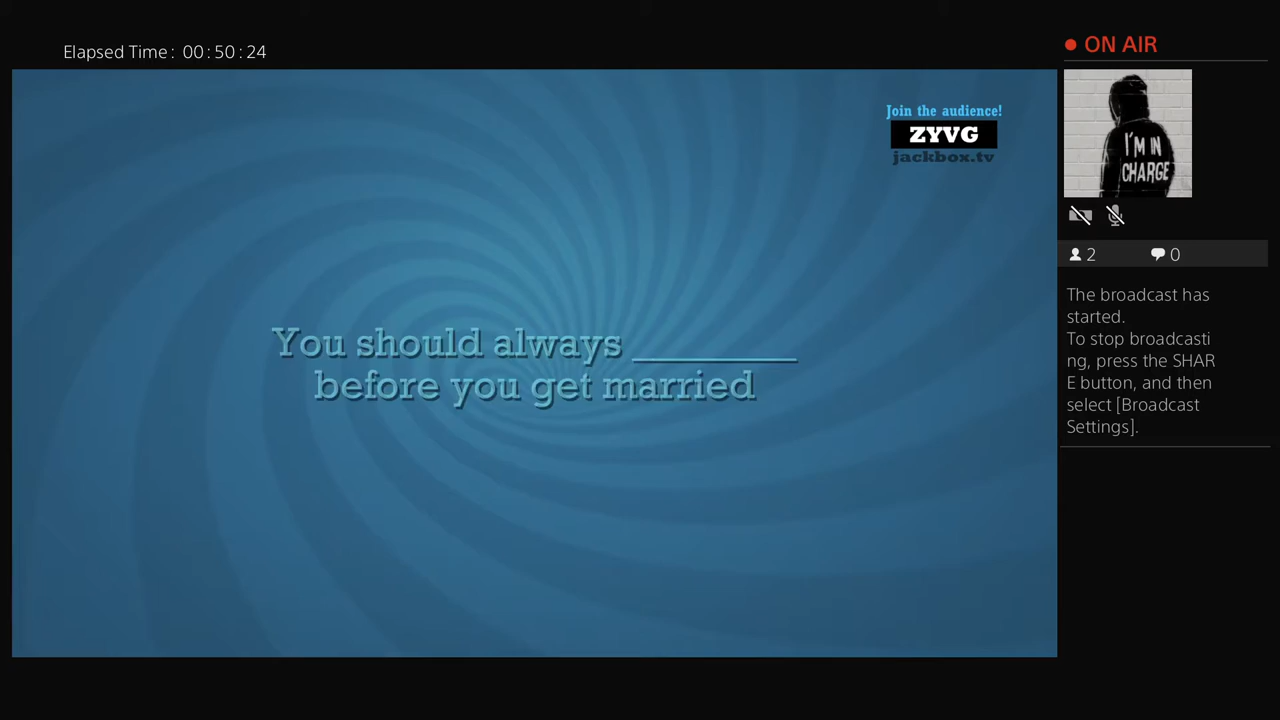 Elapsed Time: 00:50:24
ON AIR
Join the audience!
ZYVG
jackbox.tv
I'M IN
CHARGE
2
0
The broadcast has
started.
To stop broadcasti
ng, press the SHAR
E button, and then
select [Broadcast
Settings].
You should always ________
before you get married